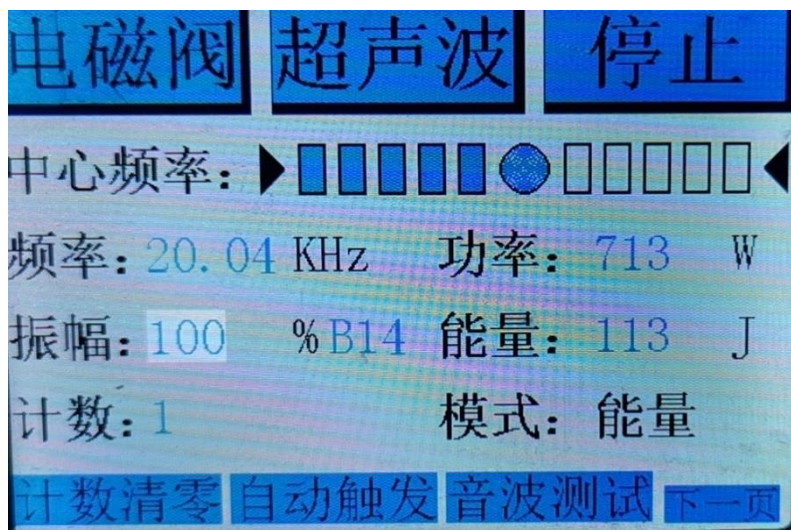 电磁阀 超声波 停止
中心频率:
频率: 20.04 KHz 功率: 713 W
振幅: 100 % B14 能量: 113 J
计数: 1 模式: 能量
计数清零 自动触发 音波测试 下一页